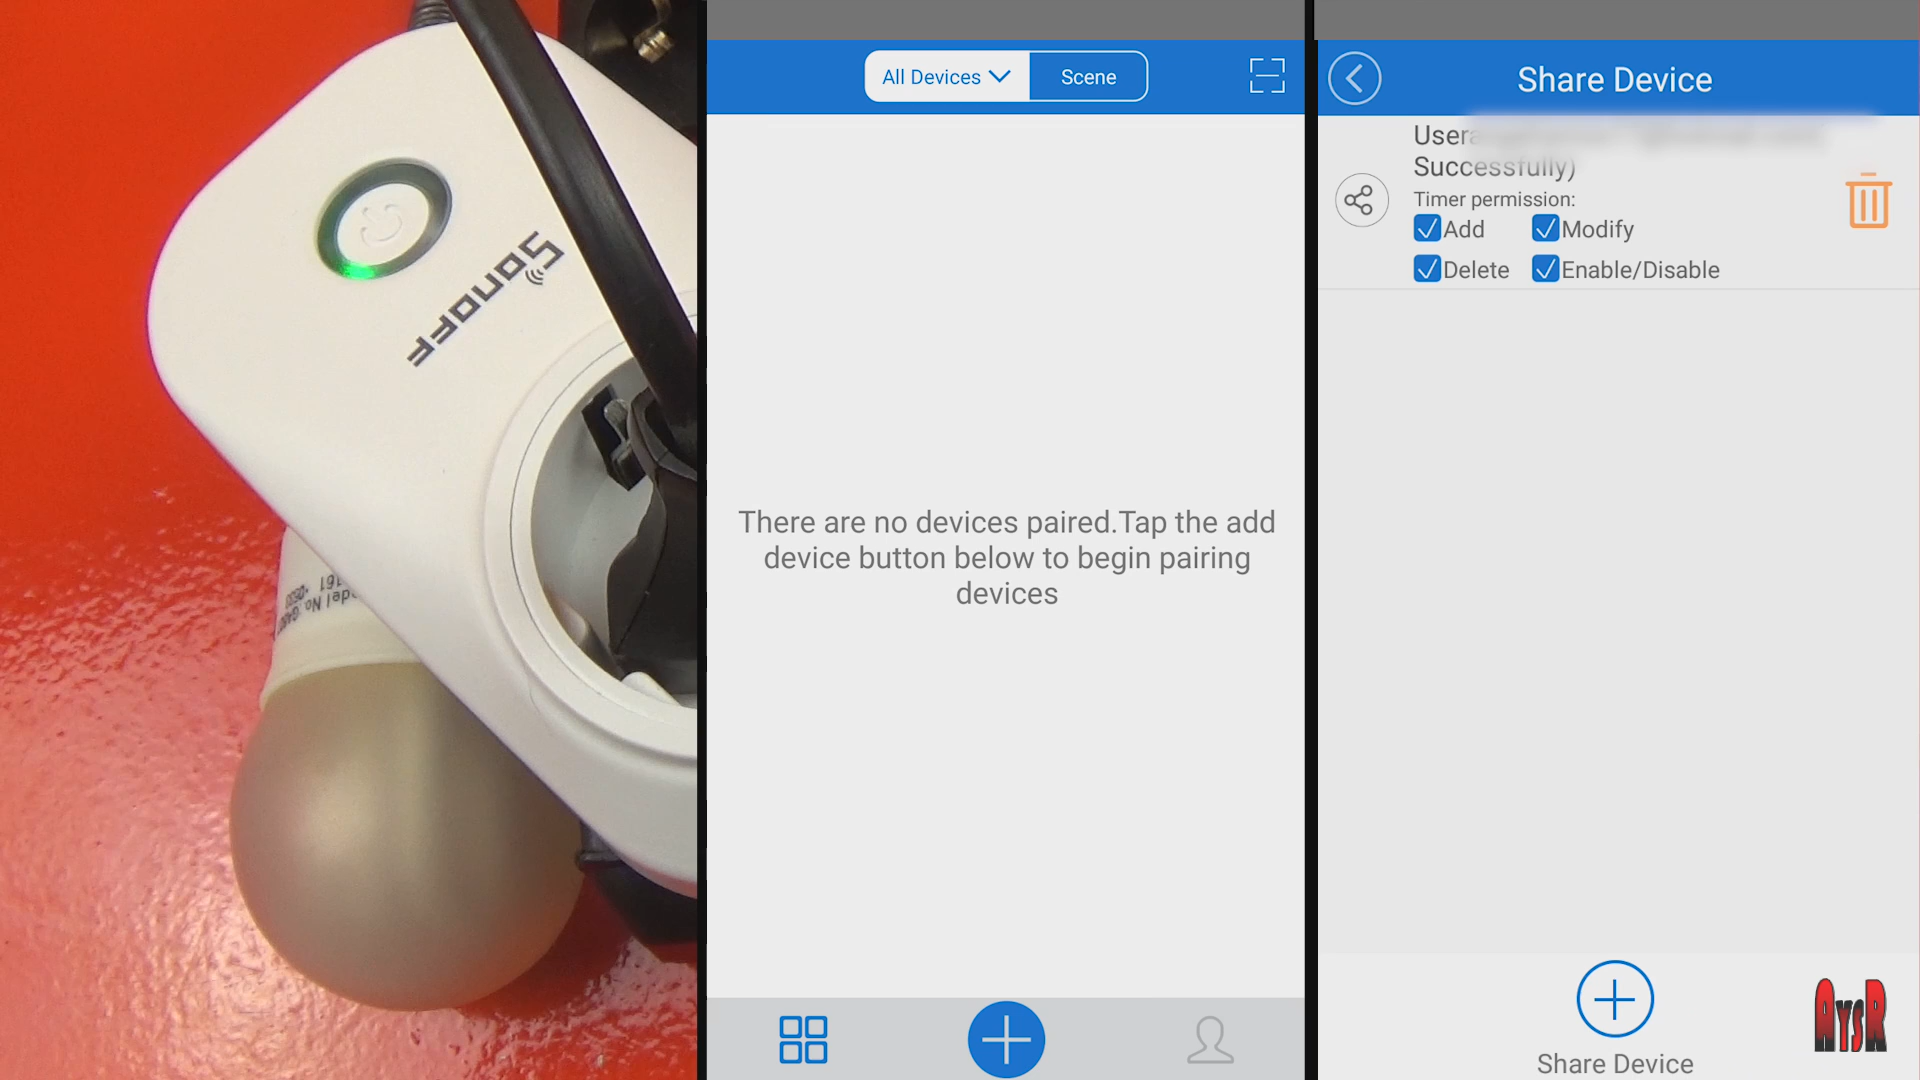 SonoFF
161
All Devices
Scene
There are no devices paired.Tap the add
device button below to begin pairing
devices
Share Device
User
Successfully)
Timer permission:
Add
Modify
Delete
Enable/Disable
Share Device
AYSR